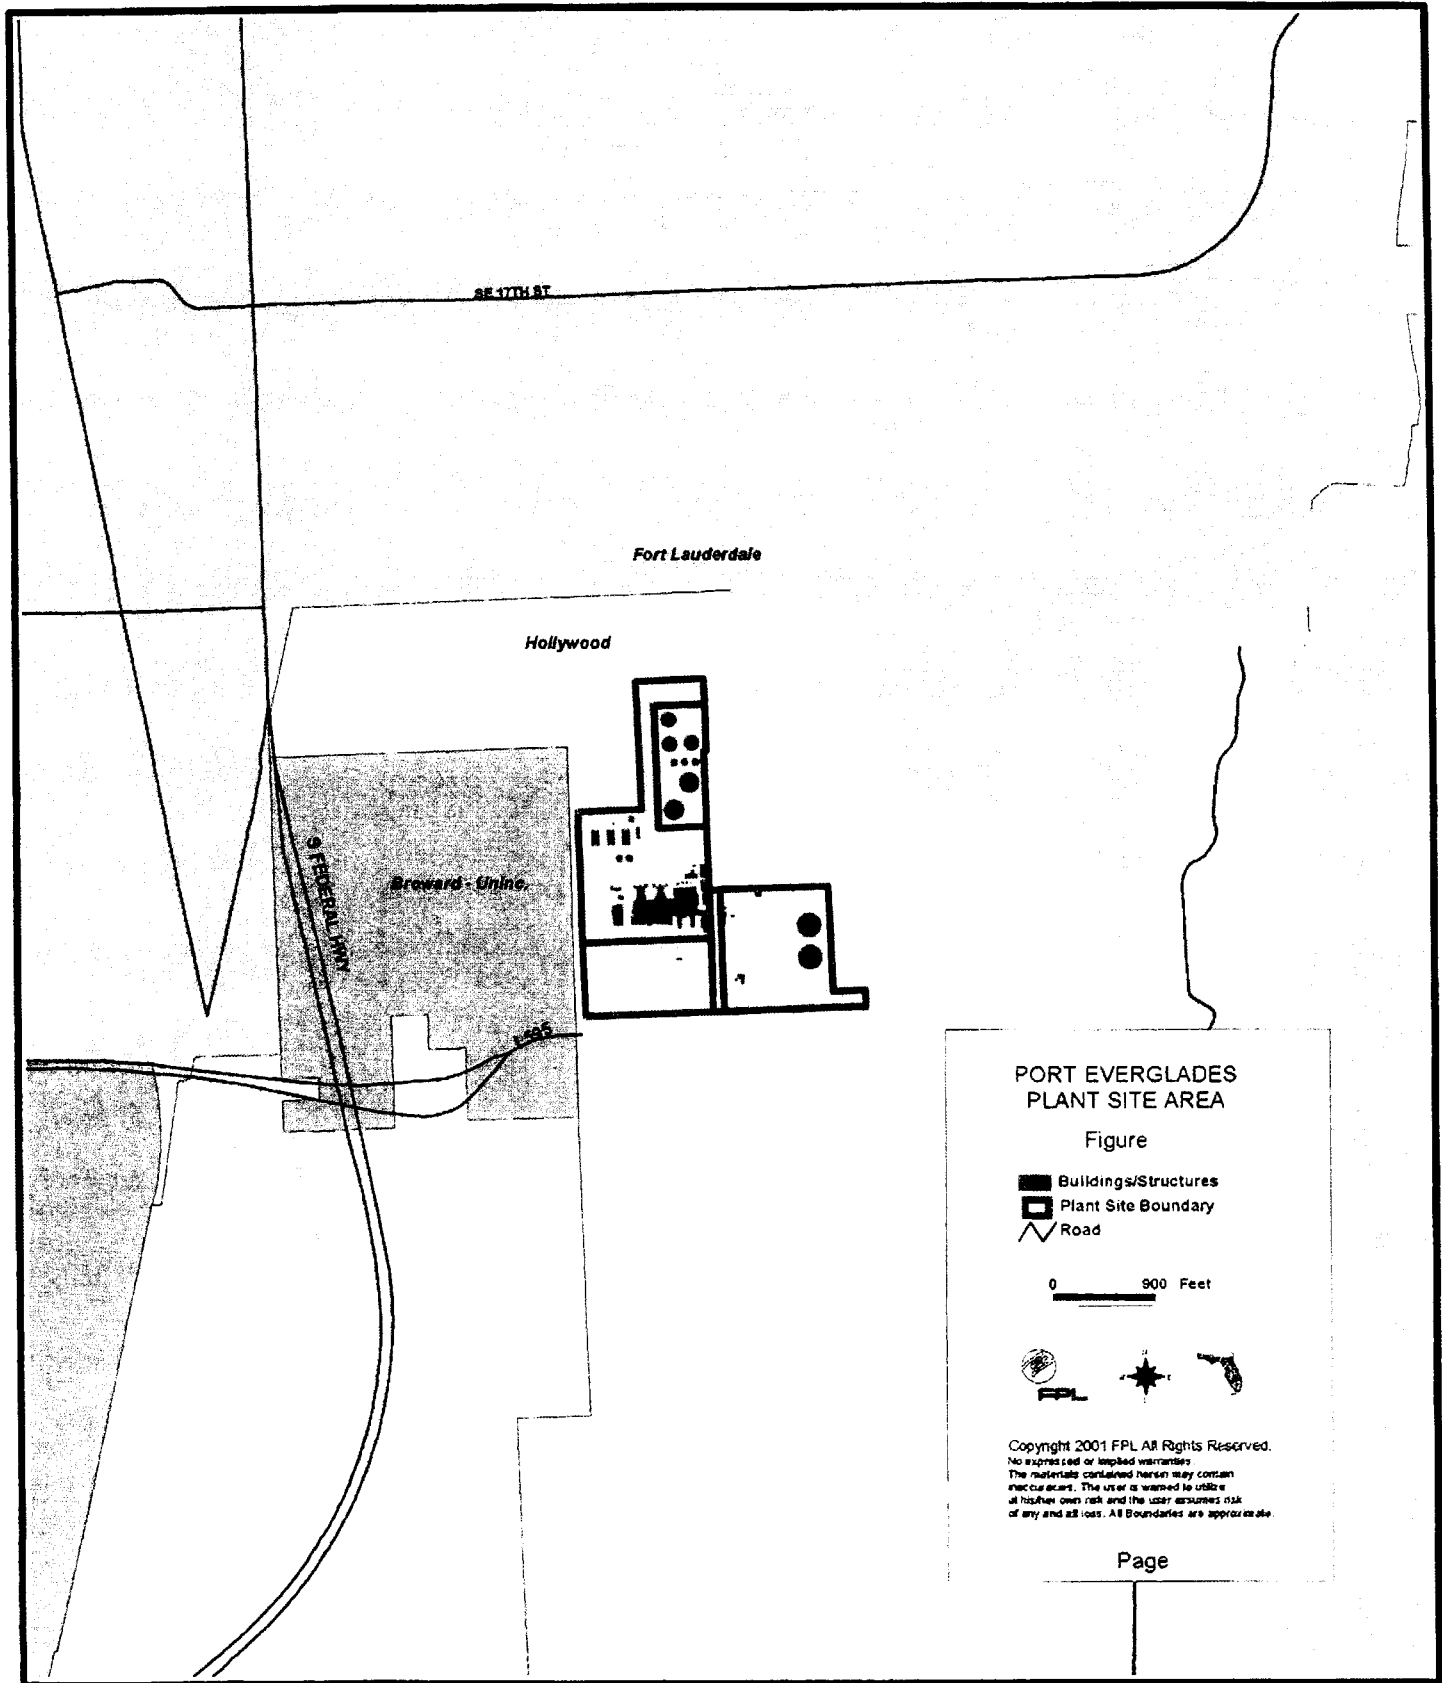 SE 17TH ST
Fort Lauderdale
Hollywood
S FEDERAL HWY
Broward - Uninc.
I-595
PORT EVERGLADES
PLANT SITE AREA
Figure
Buildings/Structures
Plant Site Boundary
Road
0 900 Feet
FPL
Copyright 2001 FPL All Rights Reserved.
No expressed or implied warranties
The materials contained herein may contain
inaccuracies. The user is warned to utilize
at his/her own risk and the user assumes risk
of any and all loss. All Boundaries are approximate.
Page